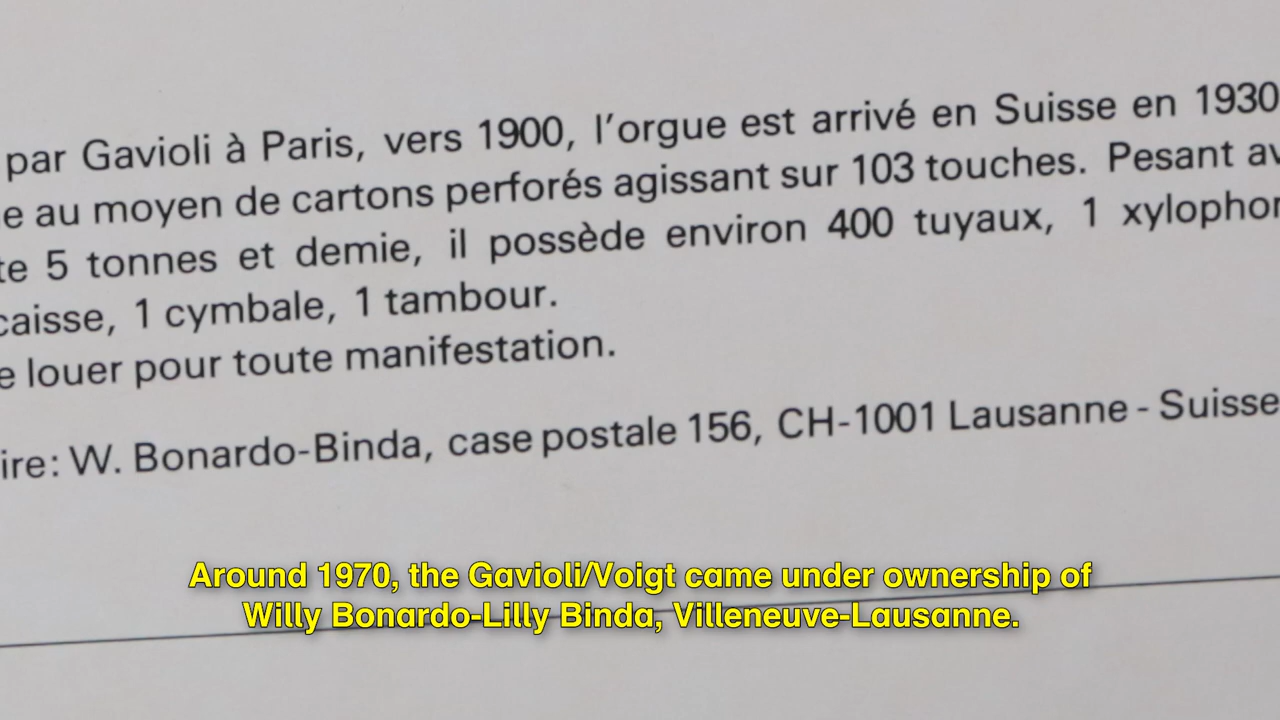 par Gavioli à Paris, vers 1900, l'orgue est arrivé en Suisse en 1930
e au moyen de cartons perforés agissant sur 103 touches. Pesant av
te 5 tonnes et demie, il possède environ 400 tuyaux, 1 xylophon
caisse, 1 cymbale, 1 tambour.
e louer pour toute manifestation.
ire: W. Bonardo-Binda, case postale 156, CH-1001 Lausanne - Suisse
Around 1970, the Gavioli/Voigt came under ownership of
Willy Bonardo-Lilly Binda, Villeneuve-Lausanne.